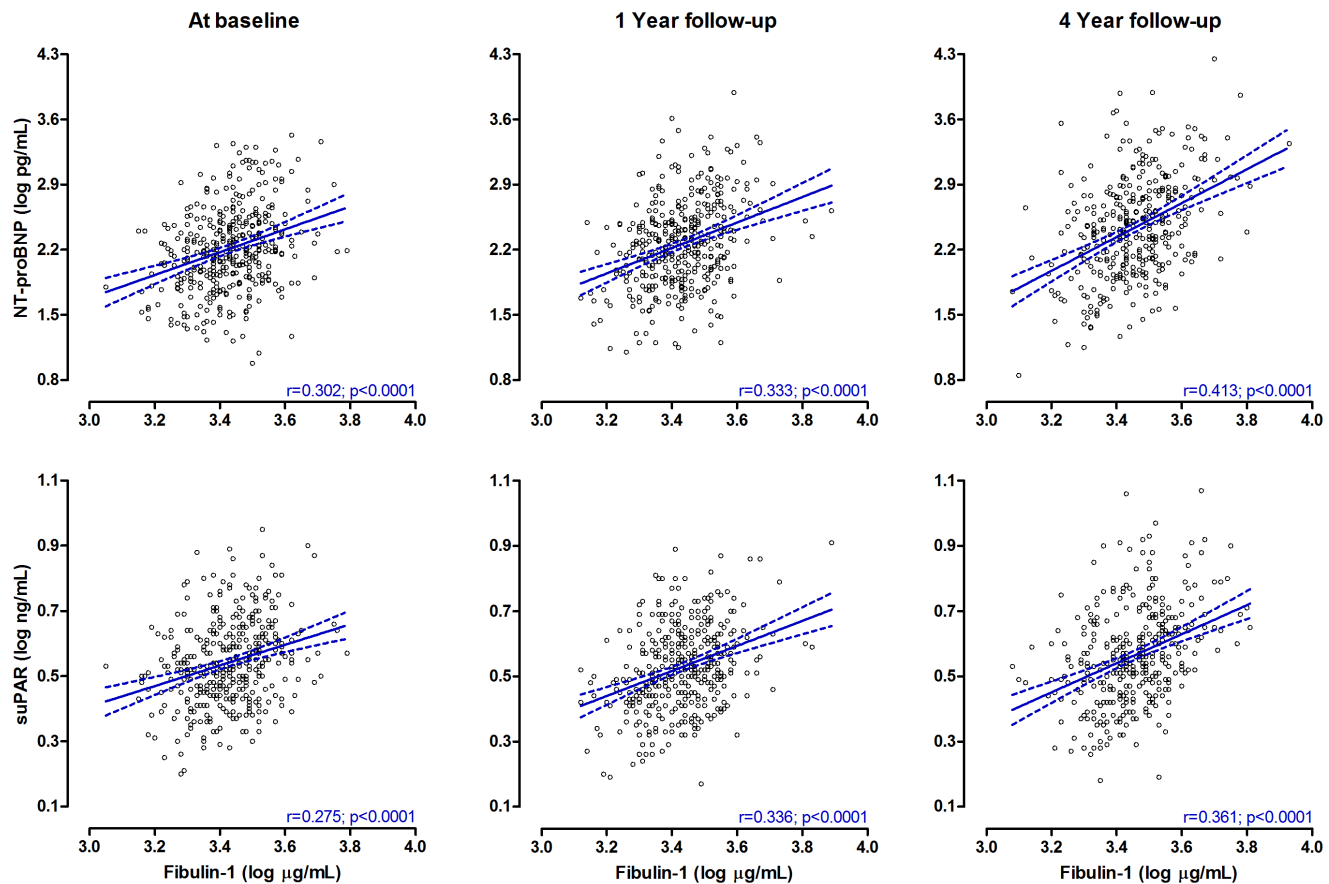 At baseline
1 Year follow-up
4 Year follow-up
NT-proBNP (log pg/mL)
4.3
3.6
2.9
2.2
1.5
0.8
r=0.302; p<0.0001
3.0 3.2 3.4 3.6 3.8 4.0
4.3
3.6
2.9
2.2
1.5
0.8
r=0.333; p<0.0001
3.0 3.2 3.4 3.6 3.8 4.0
4.3
3.6
2.9
2.2
1.5
0.8
r=0.413; p<0.0001
3.0 3.2 3.4 3.6 3.8 4.0
suPAR (log ng/mL)
1.1
0.9
0.7
0.5
0.3
0.1
r=0.275; p<0.0001
3.0 3.2 3.4 3.6 3.8 4.0
Fibulin-1 (log μg/mL)
1.1
0.9
0.7
0.5
0.3
0.1
r=0.336; p<0.0001
3.0 3.2 3.4 3.6 3.8 4.0
Fibulin-1 (log μg/mL)
1.1
0.9
0.7
0.5
0.3
0.1
r=0.361; p<0.0001
3.0 3.2 3.4 3.6 3.8 4.0
Fibulin-1 (log μg/mL)